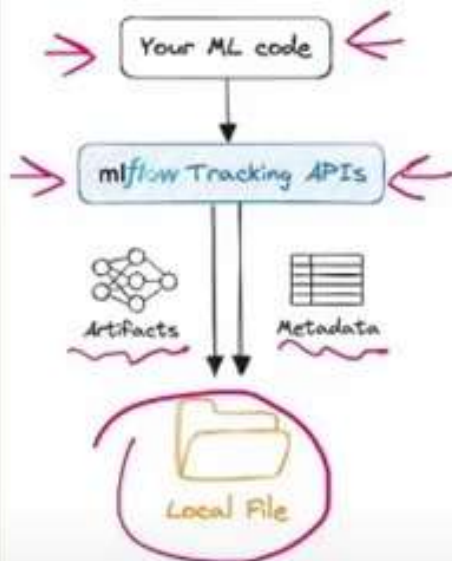 Your ML code
mlflow Tracking APIs
Artifacts
Metadata
Local File